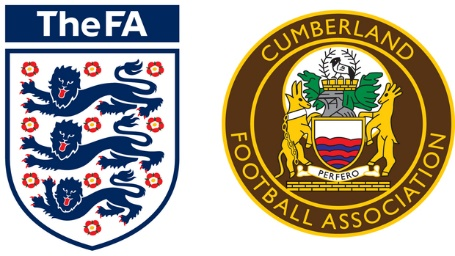 TheFA
CUMBERLAND
FOOTBALL ASSOCIATION
PERFERO